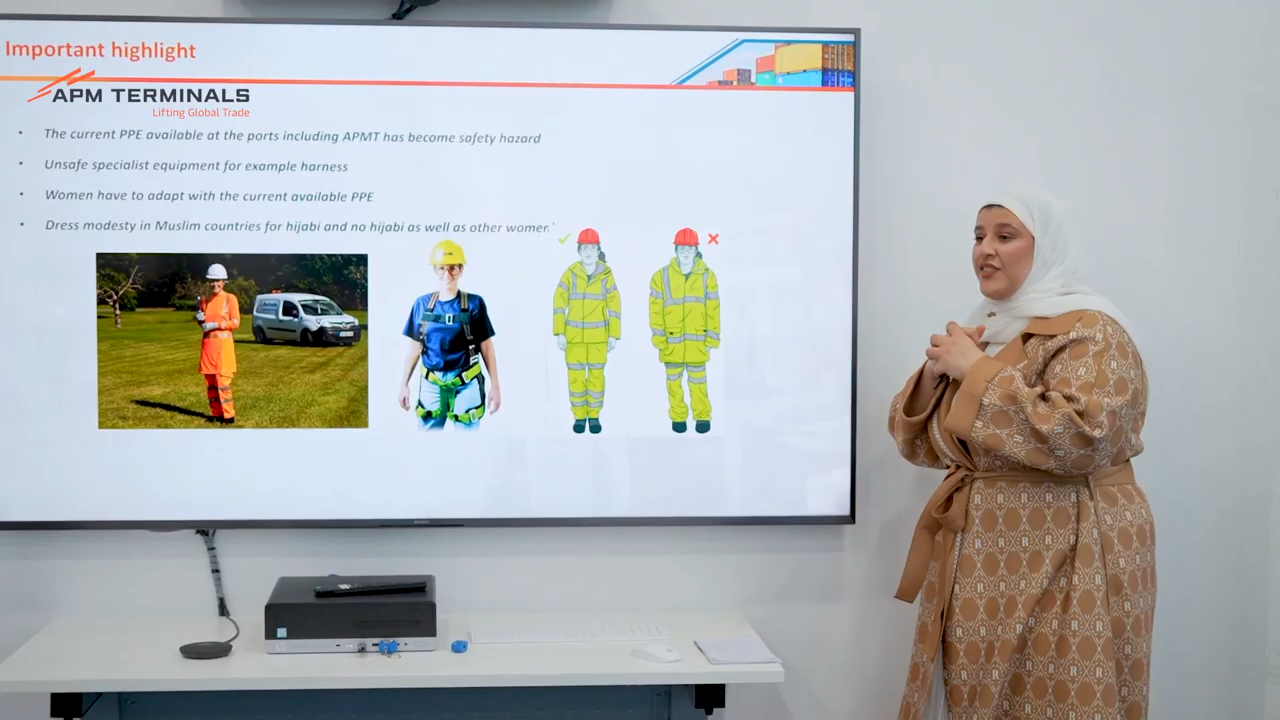 Important highlight
APM TERMINALS
Lifting Global Trade
• The current PPE available at the ports including APMT has become safety hazard
• Unsafe specialist equipment for example harness
• Women have to adapt with the current available PPE
• Dress modesty in Muslim countries for hijabi and no hijabi as well as other women